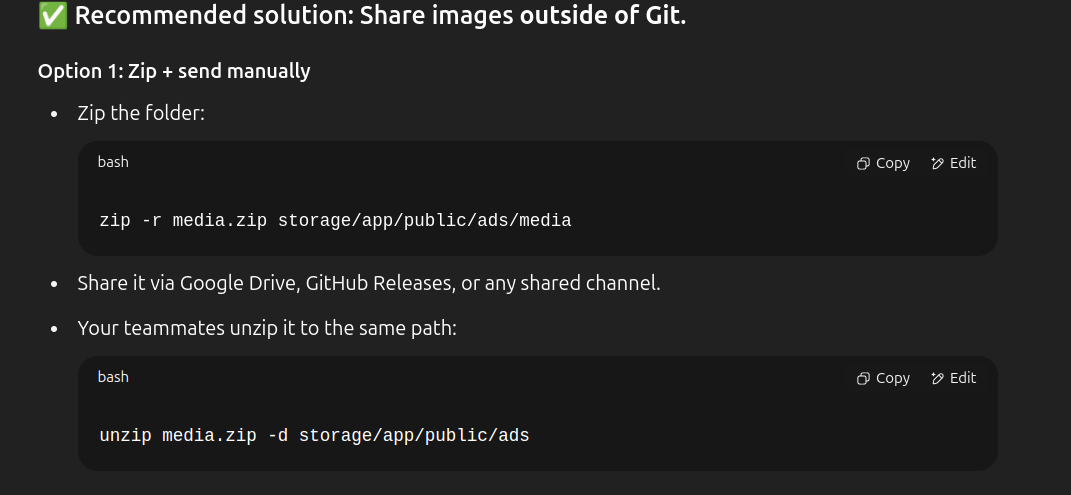 ✅ Recommended solution: Share images outside of Git.
Option 1: Zip + send manually
• Zip the folder:
bash Copy Edit
zip -r media.zip storage/app/public/ads/media
• Share it via Google Drive, GitHub Releases, or any shared channel.
• Your teammates unzip it to the same path:
bash Copy Edit
unzip media.zip -d storage/app/public/ads